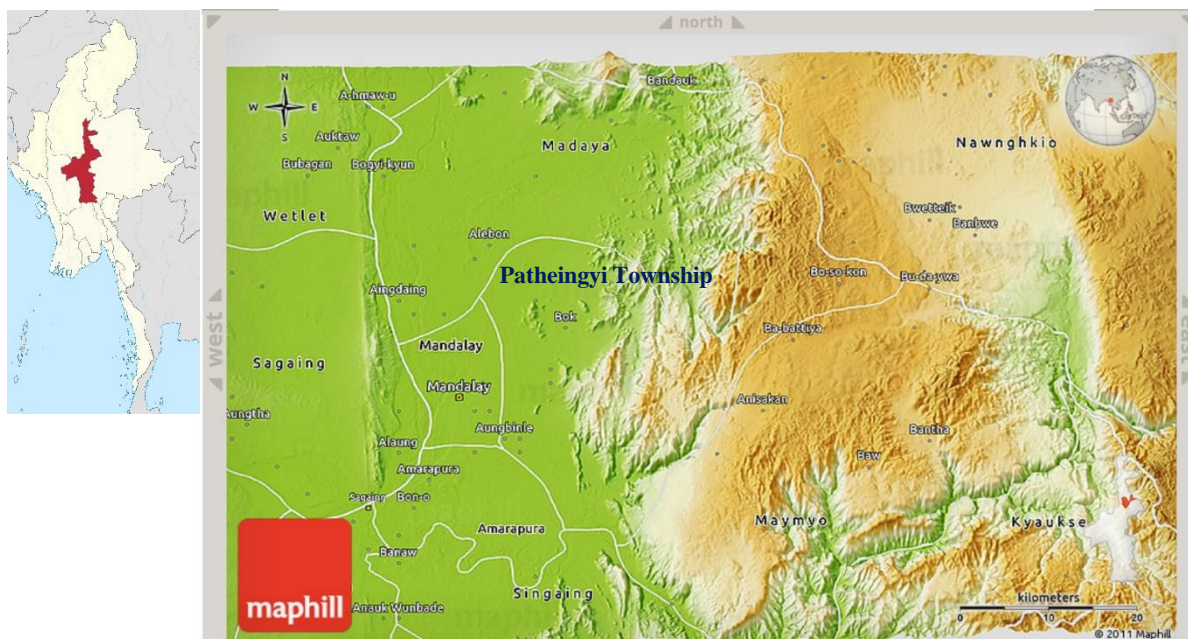 north
N
W E
S
A-hmaw-u
Bandauk
Auktaw
Madaya
Nawnghkio
Bubagan
Bogyi-kyun
Wetlet
Bwetteik
Banbwe
Alebon
Patheingyi Township
Bo-so-kon
Bu-da-ywa
Aingdaing
Bok
Ba-battiya
west
east
Mandalay
Sagaing
Mandalay
Anisakan
Aungtha
Aungbinle
Bantha
Alaung
Baw
Amarapura
Sagaing
Bon-o
Amarapura
Maymyo
Kyaukse
Banaw
Singaing
maphill
Anauk Wunbade
kilometers
0 10 20
© 2011 Maphill